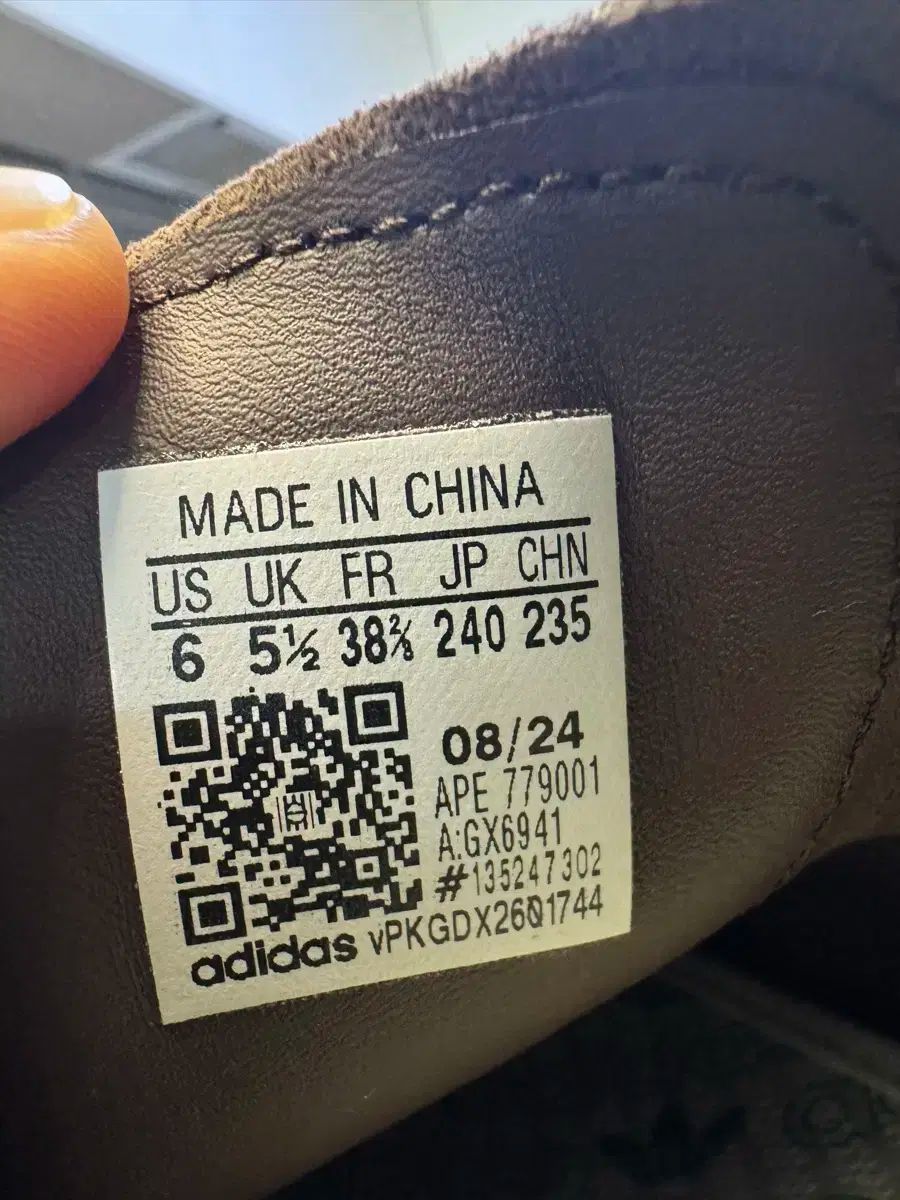 MADE IN CHINA
US UK FR JP CHN
6 5½ 38⅔ 240 235
08/24
APE 779001
A:GX6941
#135247302
adidas vPKGDX2601744